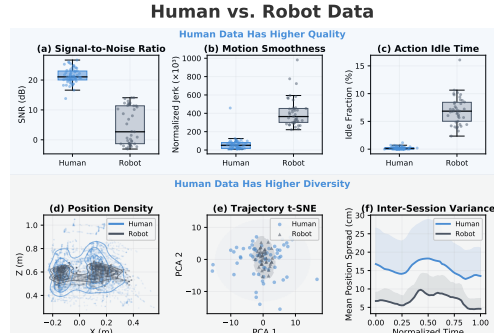 Human vs. Robot Data
Human Data Has Higher Quality
(a) Signal-to-Noise Ratio
(b) Motion Smoothness
(c) Action Idle Time
SNR (dB)
20
10
0
Human
Robot
Normalized Jerk (×10³)
1000
800
600
400
200
0
Human
Robot
Idle Fraction (%)
15
10
5
0
Human
Robot
Human Data Has Higher Diversity
(d) Position Density
(e) Trajectory t-SNE
(f) Inter-Session Variance
Z (m)
1.0
0.8
0.6
0.4
−0.2 0.0 0.2 0.4
X (m)
Human
Robot
PCA 2
10
0
−10
−10 0 10
PCA 1
Human
Robot
Mean Position Spread (cm)
30
25
20
15
10
5
0.00 0.25 0.50 0.75 1.00
Normalized Time
Human
Robot